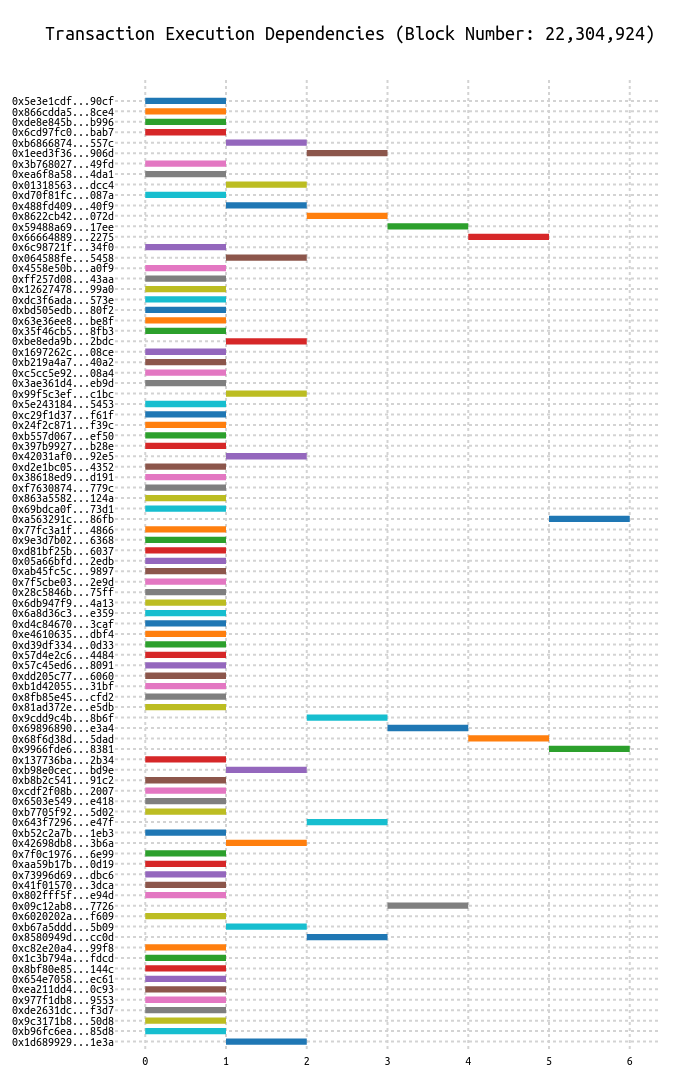 Transaction Execution Dependencies (Block Number: 22,304,924)
0x5e3e1cdf...90cf
0x866cdda5...8ce4
0xde8e845b...b996
0x6cd97fc0...bab7
0xb6866874...557c
0x1eed3f36...906d
0x3b768027...49fd
0xea6f8a58...4da1
0x01318563...dcc4
0xd70f81fc...087a
0x488fd409...40f9
0x8622cb42...072d
0x59488a69...17ee
0x66664889...2275
0x6c98721f...34f0
0x064588fe...5458
0x4558e50b...a0f9
0xff257d08...43aa
0x12627478...99a0
0xdc3f6ada...573e
0xbd505edb...80f2
0x63e36ee8...be8f
0x35f46cb5...8fb3
0xbe8eda9b...2bdc
0x1697262c...08ce
0xb219a4a7...40a2
0xc5cc5e92...08a4
0x3ae361d4...eb9d
0x99f5c3ef...c1bc
0x5e243184...5453
0xc29f1d37...f61f
0x24f2c871...f39c
0xb557d067...ef50
0x397b9927...b28e
0x42031af0...92e5
0xd2e1bc05...4352
0x38618ed9...d191
0xf7630874...779c
0x863a5582...124a
0x69bdca0f...73d1
0xa563291c...86fb
0x77fc3a1f...4866
0x9e3d7b02...6368
0xd81bf25b...6037
0x05a66bfd...2edb
0xab45fc5c...9897
0x7f5cbe03...2e9d
0x28c5846b...75ff
0x6db947f9...4a13
0x6a8d36c3...e359
0xd4c84670...3caf
0xe4610635...dbf4
0xd39df334...0d33
0x57d4e2c6...4484
0x57c45ed6...8091
0xdd205c77...6060
0xb1d42055...31bf
0x8fb85e45...cfd2
0x81ad372e...e5db
0x9cdd9c4b...8b6f
0x69896890...e3a4
0x68f6d38d...5dad
0x9966fde6...8381
0x137736ba...2b34
0xb98e0cec...bd9e
0xb8b2c541...91c2
0xcdf2f08b...2007
0x6503e549...e418
0xb7705f92...5d02
0x643f7296...e47f
0xb52c2a7b...1eb3
0x42698db8...3b6a
0x7f0c1976...6e99
0xaa59b17b...0d19
0x73996d69...dbc6
0x41f01570...3dca
0x802fff5f...e94d
0x09c12ab8...7726
0x6020202a...f609
0xb67a5ddd...5b09
0x8580949d...cc0d
0xc82e20a4...99f8
0x1c3b794a...fdcd
0x8bf80e85...144c
0x654e7058...ec61
0xea211dd4...0c93
0x977f1db8...9553
0xde2631dc...f3d7
0x9c3171b8...50d8
0xb96fc6ea...85d8
0x1d689929...1e3a
0 1 2 3 4 5 6